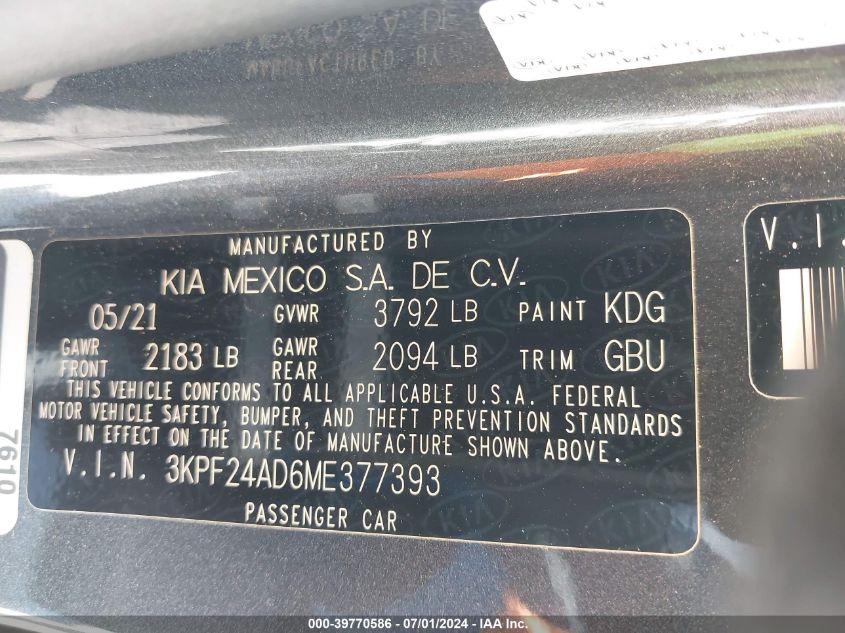 MANUFACTURED BY
KIA MEXICO S.A. DE C.V.
05/21 GVWR 3792 LB PAINT KDG
GAWR FRONT 2183 LB GAWR REAR 2094 LB TRIM GBU
THIS VEHICLE CONFORMS TO ALL APPLICABLE U.S.A. FEDERAL
MOTOR VEHICLE SAFETY, BUMPER, AND THEFT PREVENTION STANDARDS
IN EFFECT ON THE DATE OF MANUFACTURE SHOWN ABOVE.
V.I.N. 3KPF24AD6ME377393
PASSENGER CAR
V.I.
7610
000-39770586 - 07/01/2024 - IAA Inc.